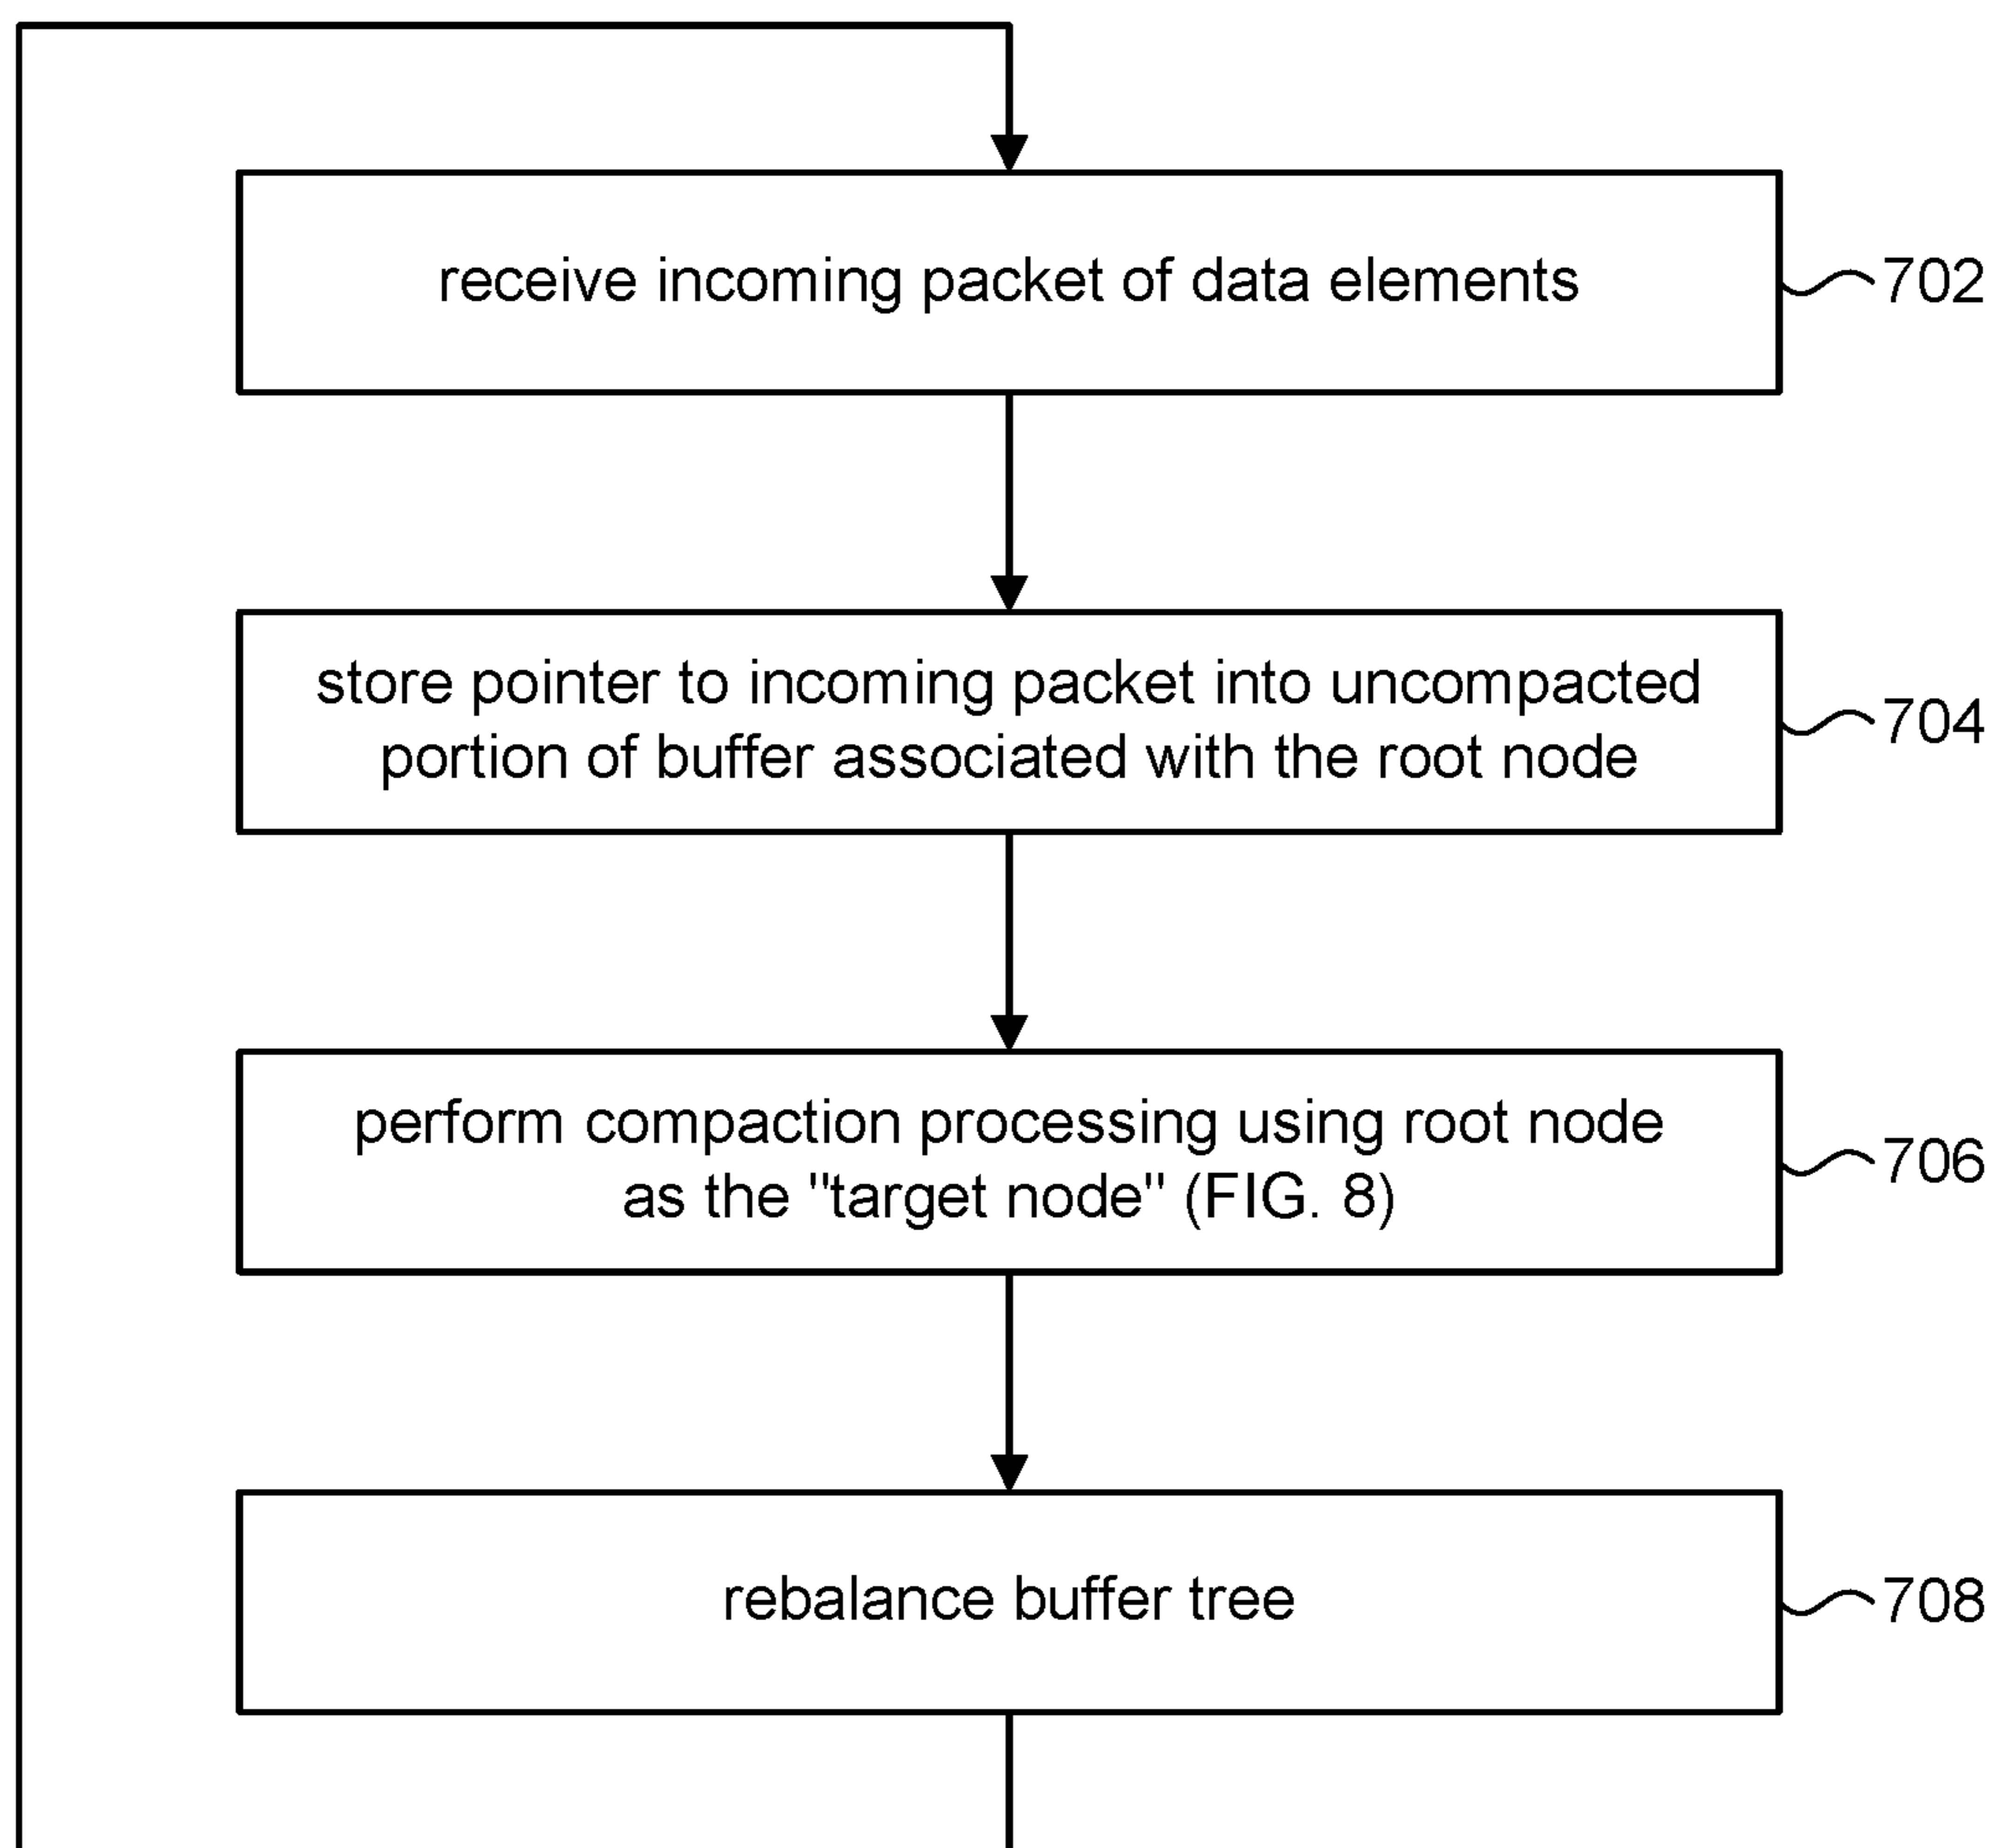 receive incoming packet of data elements
702
store pointer to incoming packet into uncompacted
portion of buffer associated with the root node
704
perform compaction processing using root node
as the "target node" (FIG. 8)
706
rebalance buffer tree
708